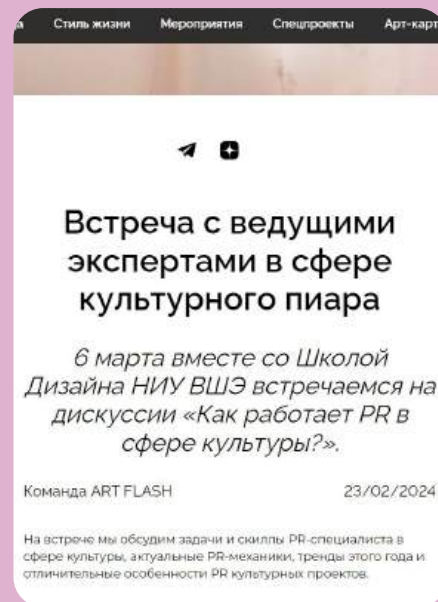 Стиль жизни Мероприятия Спецпроекты Арт-карт
Встреча с ведущими
экспертами в сфере
культурного пиара
6 марта вместе со Школой
Дизайна НИУ ВШЭ встречаемся на
дискуссии «Как работает PR в
сфере культуры?».
Команда ART FLASH 23/02/2024
На встрече мы обсудим задачи и скиллы PR-специалиста в
сфере культуры, актуальные PR-механики, тренды этого года и
отличительные особенности PR культурных проектов.